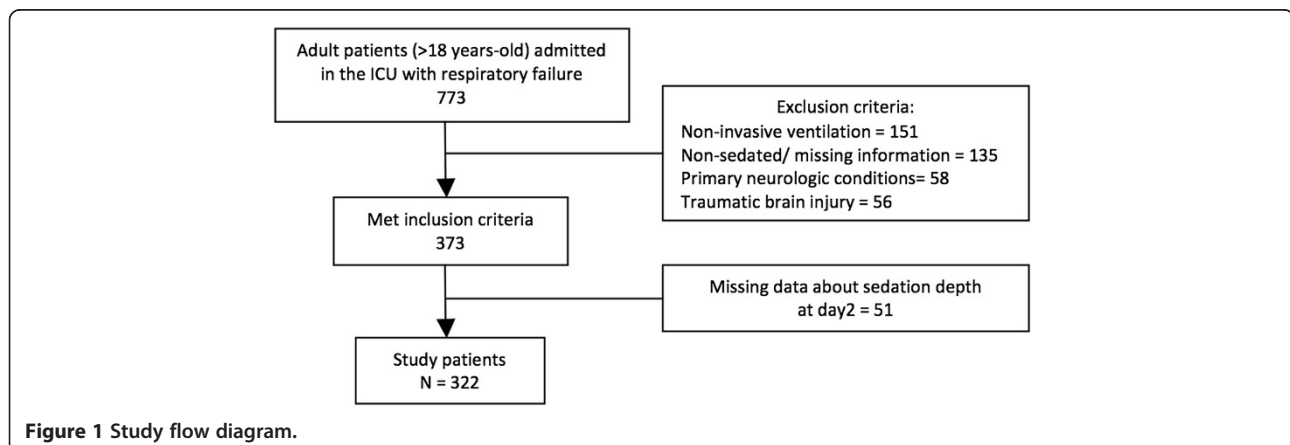 Adult patients (>18 years-old) admitted
in the ICU with respiratory failure
773
Exclusion criteria:
Non-invasive ventilation = 151
Non-sedated/ missing information = 135
Primary neurologic conditions= 58
Traumatic brain injury = 56
Met inclusion criteria
373
Missing data about sedation depth
at day2 = 51
Study patients
N = 322
Figure 1 Study flow diagram.